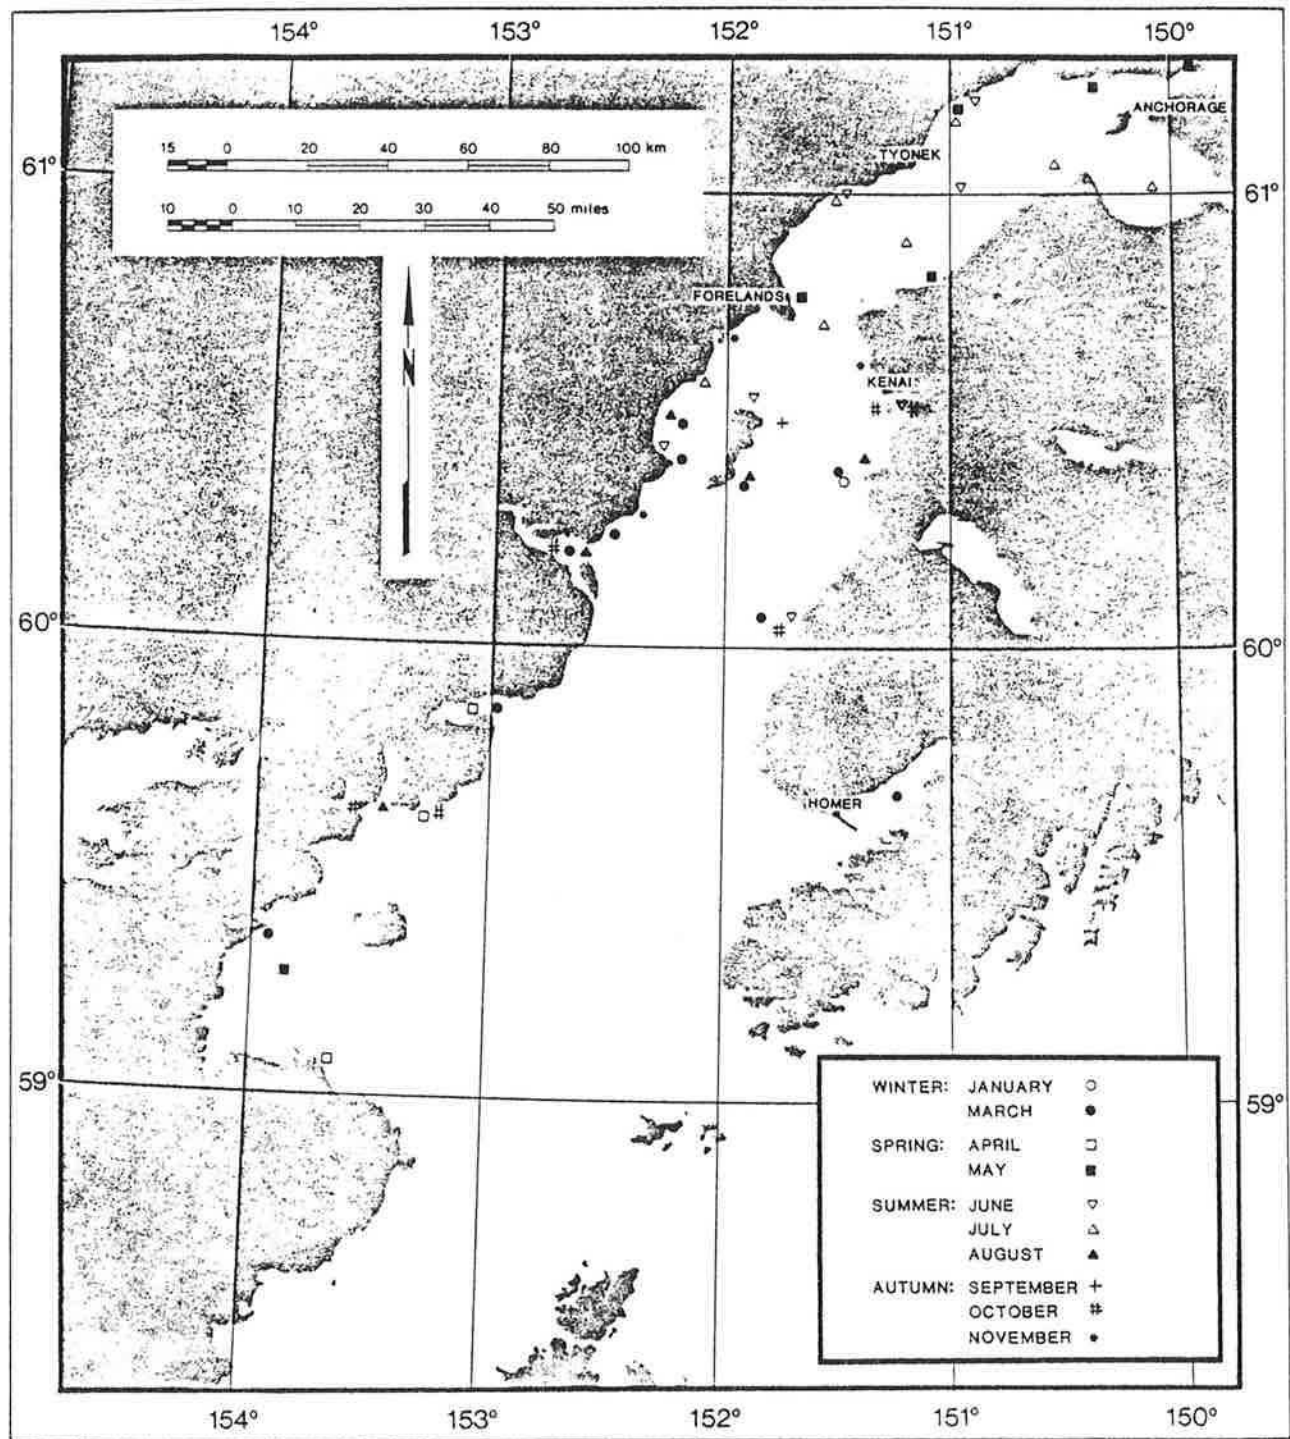 154° 153° 152° 151° 150°
15 0 20 40 60 80 100 km
10 0 10 20 30 40 50 miles
ANCHORAGE
TYONEK
61° 61°
N
FORELANDS
KENAI
60° 60°
HOMER
59° 59°
WINTER: JANUARY ○
MARCH ●
SPRING: APRIL □
MAY ■
SUMMER: JUNE ▽
JULY △
AUGUST ▲
AUTUMN: SEPTEMBER +
OCTOBER #
NOVEMBER •
154° 153° 152° 151° 150°